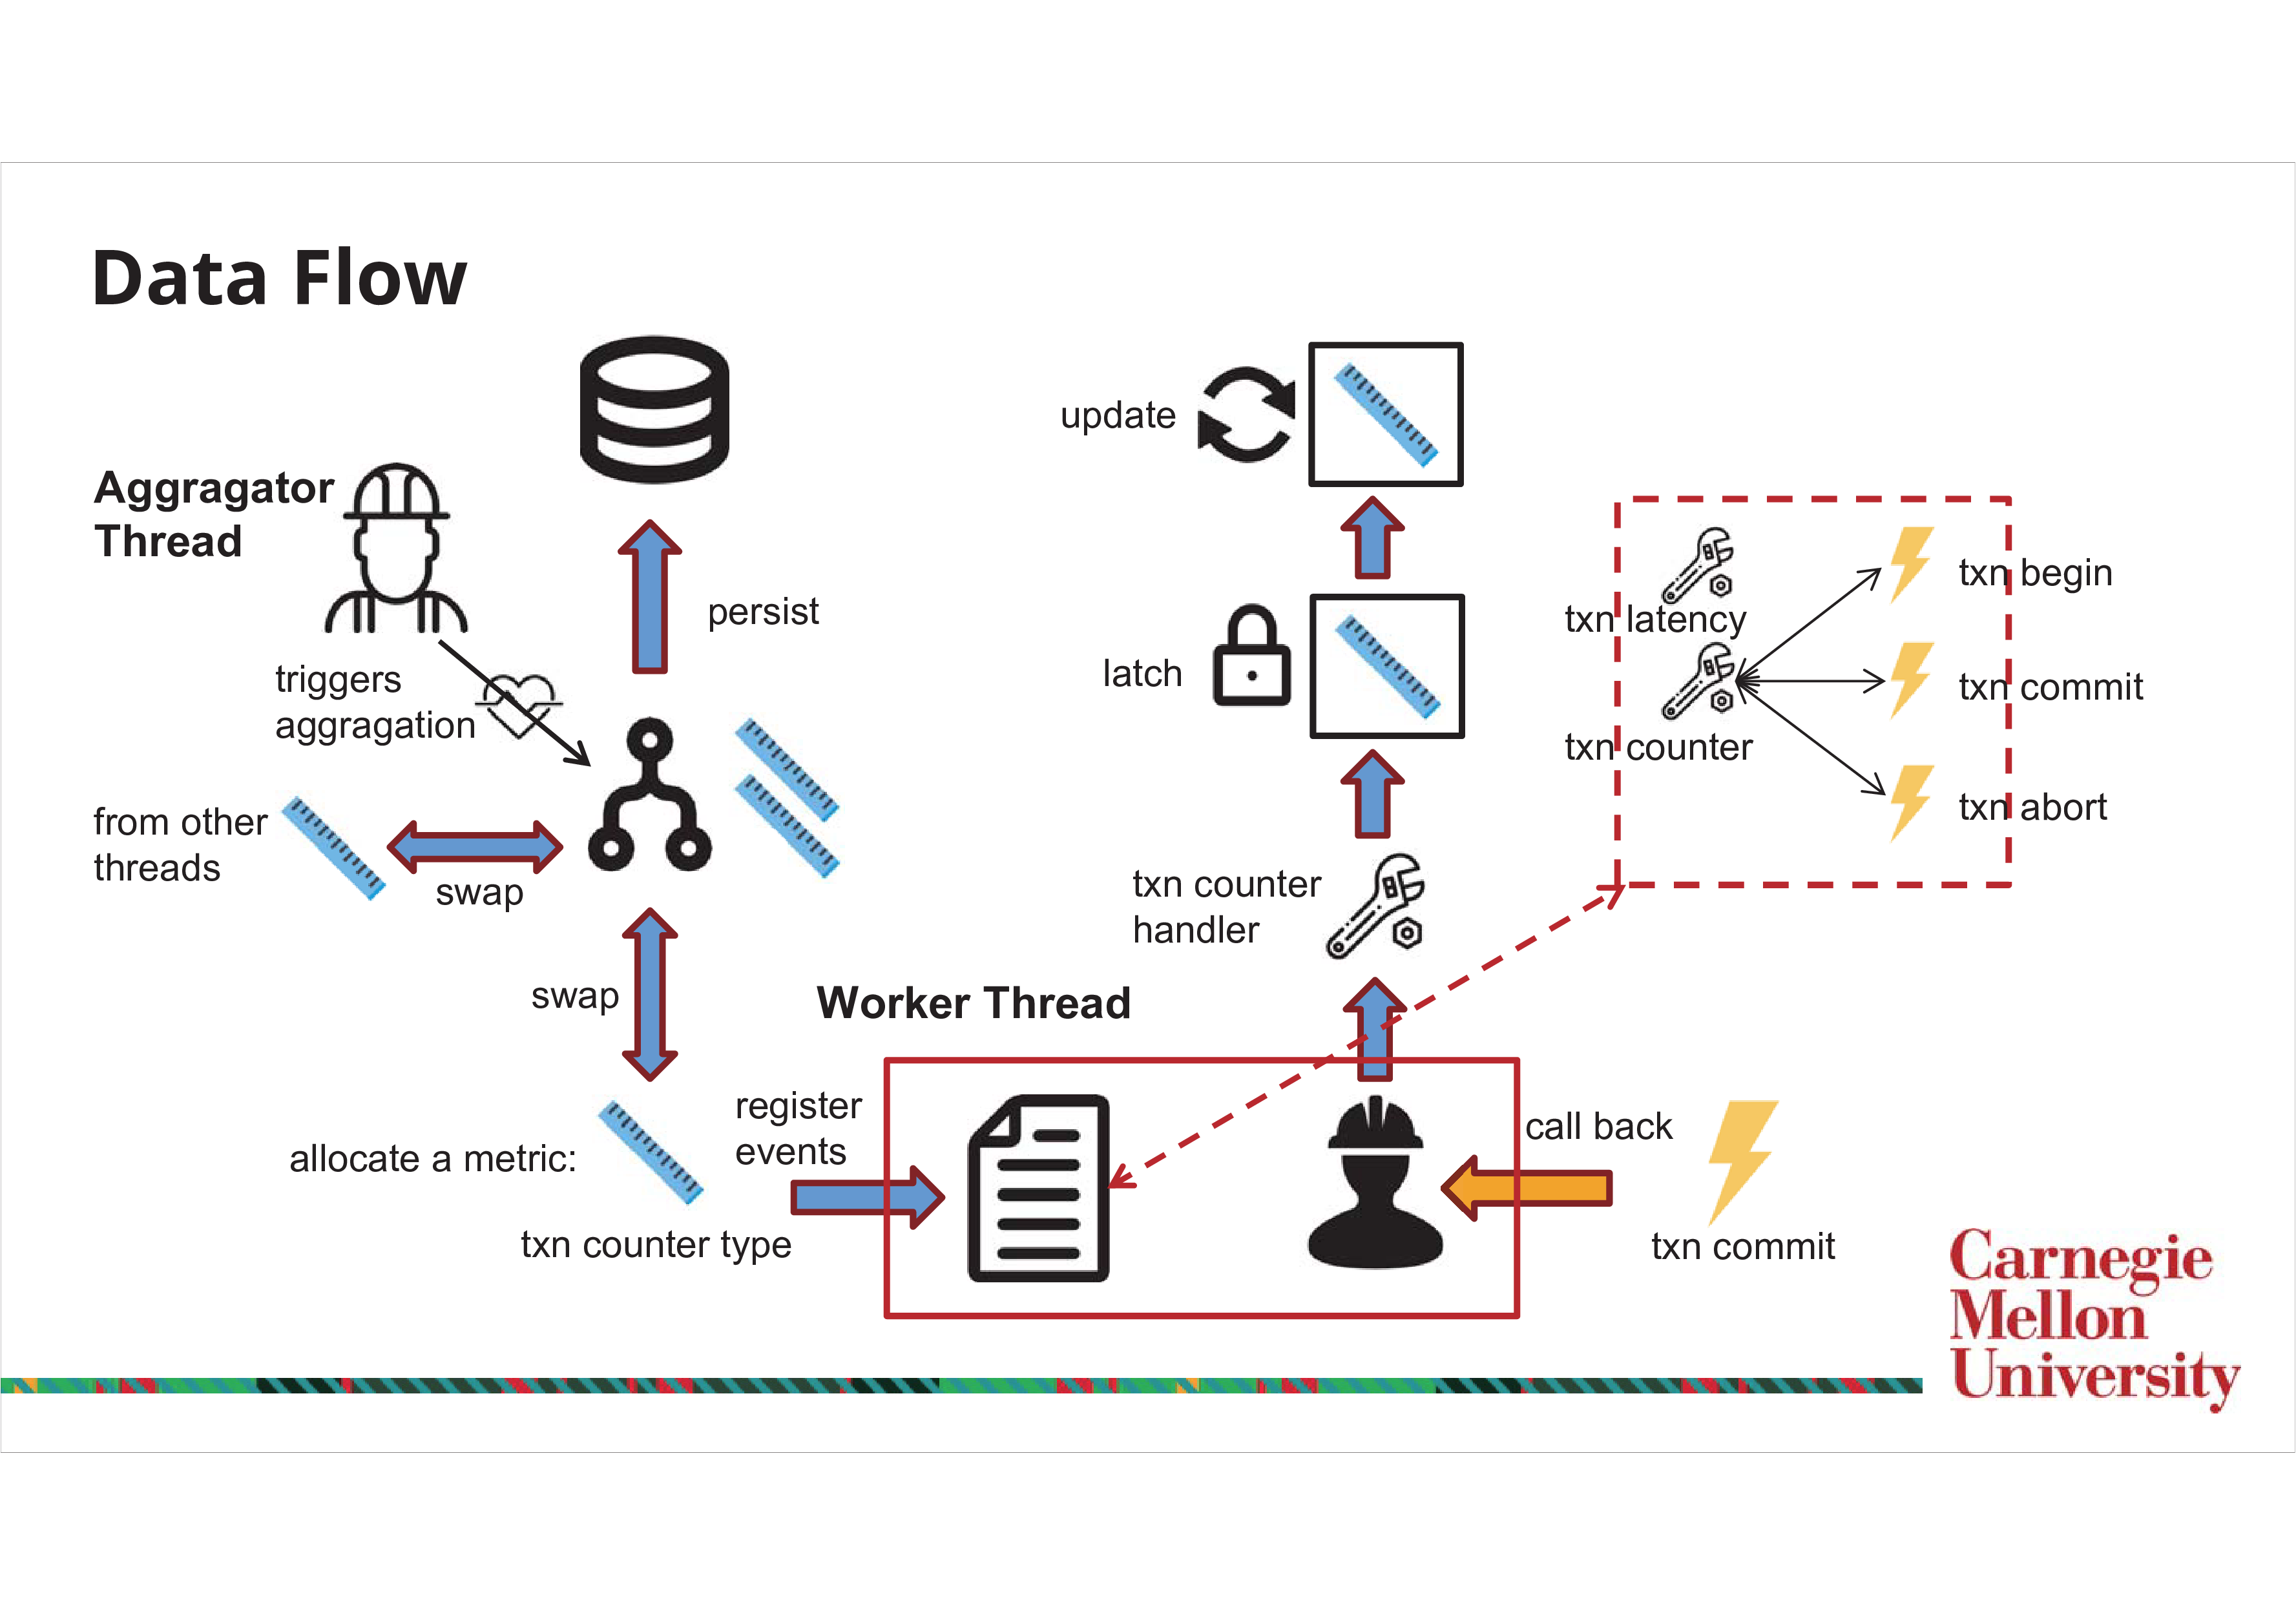 Data Flow
Aggragator
Thread
persist
triggers
aggragation
from other
threads
swap
swap
allocate a metric:
txn counter type
register
events
Worker Thread
update
latch
txn counter
handler
call back
txn commit
txn latency
txn counter
txn begin
txn commit
txn abort
Carnegie
Mellon
University